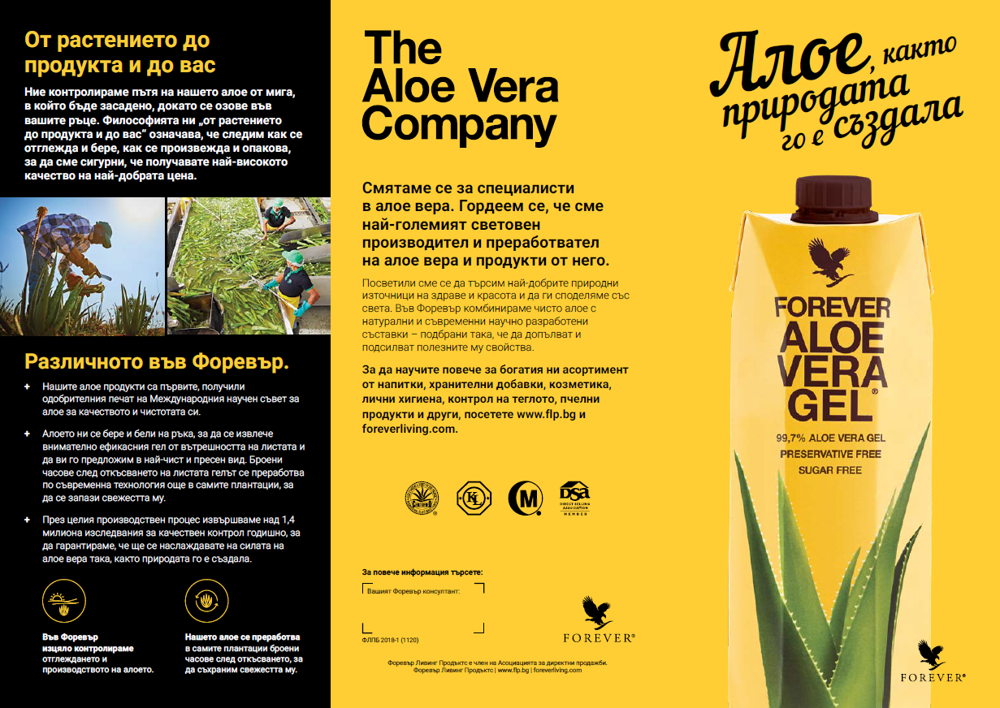 От растението до
продукта и до вас
Ние контролираме пътя на нашето алое от мига,
в който бъде засадено, докато се озове във
вашите ръце. Философията ни „от растението
до продукта и до вас“ означава, че следим как се
отглежда и бере, как се произвежда и опакова,
за да сме сигурни, че получавате най-високото
качество на най-добрата цена.
Различното във Форевър.
+ Нашите алое продукти са първите, получили
одобрителния печат на Международния научен съвет за
алое за качеството и чистотата си.
+ Алоето ни се бере и бели на ръка, за да се извлече
внимателно ефикасния гел от вътрешността на листата и
да ви го предложим в най-чист и пресен вид. Броени
часове след откъсването на листата гелът се преработва
по съвременна технология още в самите плантации, за
да се запази свежестта му.
+ През целия производствен процес извършваме над 1,4
милиона изследвания за качествен контрол годишно, за
да гарантираме, че ще се наслаждавате на силата на
алое вера така, както природата го е създала.
Във Форевър
изцяло контролираме
отглеждането и
производството на алоето.
Нашето алое се преработва
в самите плантации броени
часове след откъсването, за
да съхраним свежестта му.
The
Aloe Vera
Company
Смятаме се за специалисти
в алое вера. Гордеем се, че сме
най-големият световен
производител и преработвател
на алое вера и продукти от него.
Посветили сме се да търсим най-добрите природни
източници на здраве и красота и да ги споделяме със
света. Във Форевър комбинираме чисто алое с
натурални и съвременни научно разработени
съставки – подбрани така, че да допълват и
подсилват полезните му свойства.
За да научите повече за богатия ни асортимент
от напитки, хранителни добавки, козметика,
лични хигиена, контрол на теглото, пчелни
продукти и други, посетете www.flp.bg и
foreverliving.com.
CERTIFIED
®
KL
M
DSA
DIRECT SELLING
ASSOCIATION
MEMBER
За повече информация търсете:
Вашият Форевър консултант:
ФЛПБ 2018-1 (1120)
FOREVER®
Форевър Ливинг Продъктс е член на Асоциацията за директни продажби.
Форевър Ливинг Продъктс | www.flp.bg | foreverliving.com
Алое, както
природата
го е създала
FOREVER
ALOE
VERA
GEL®
99,7% ALOE VERA GEL
PRESERVATIVE FREE
SUGAR FREE
FOREVER®